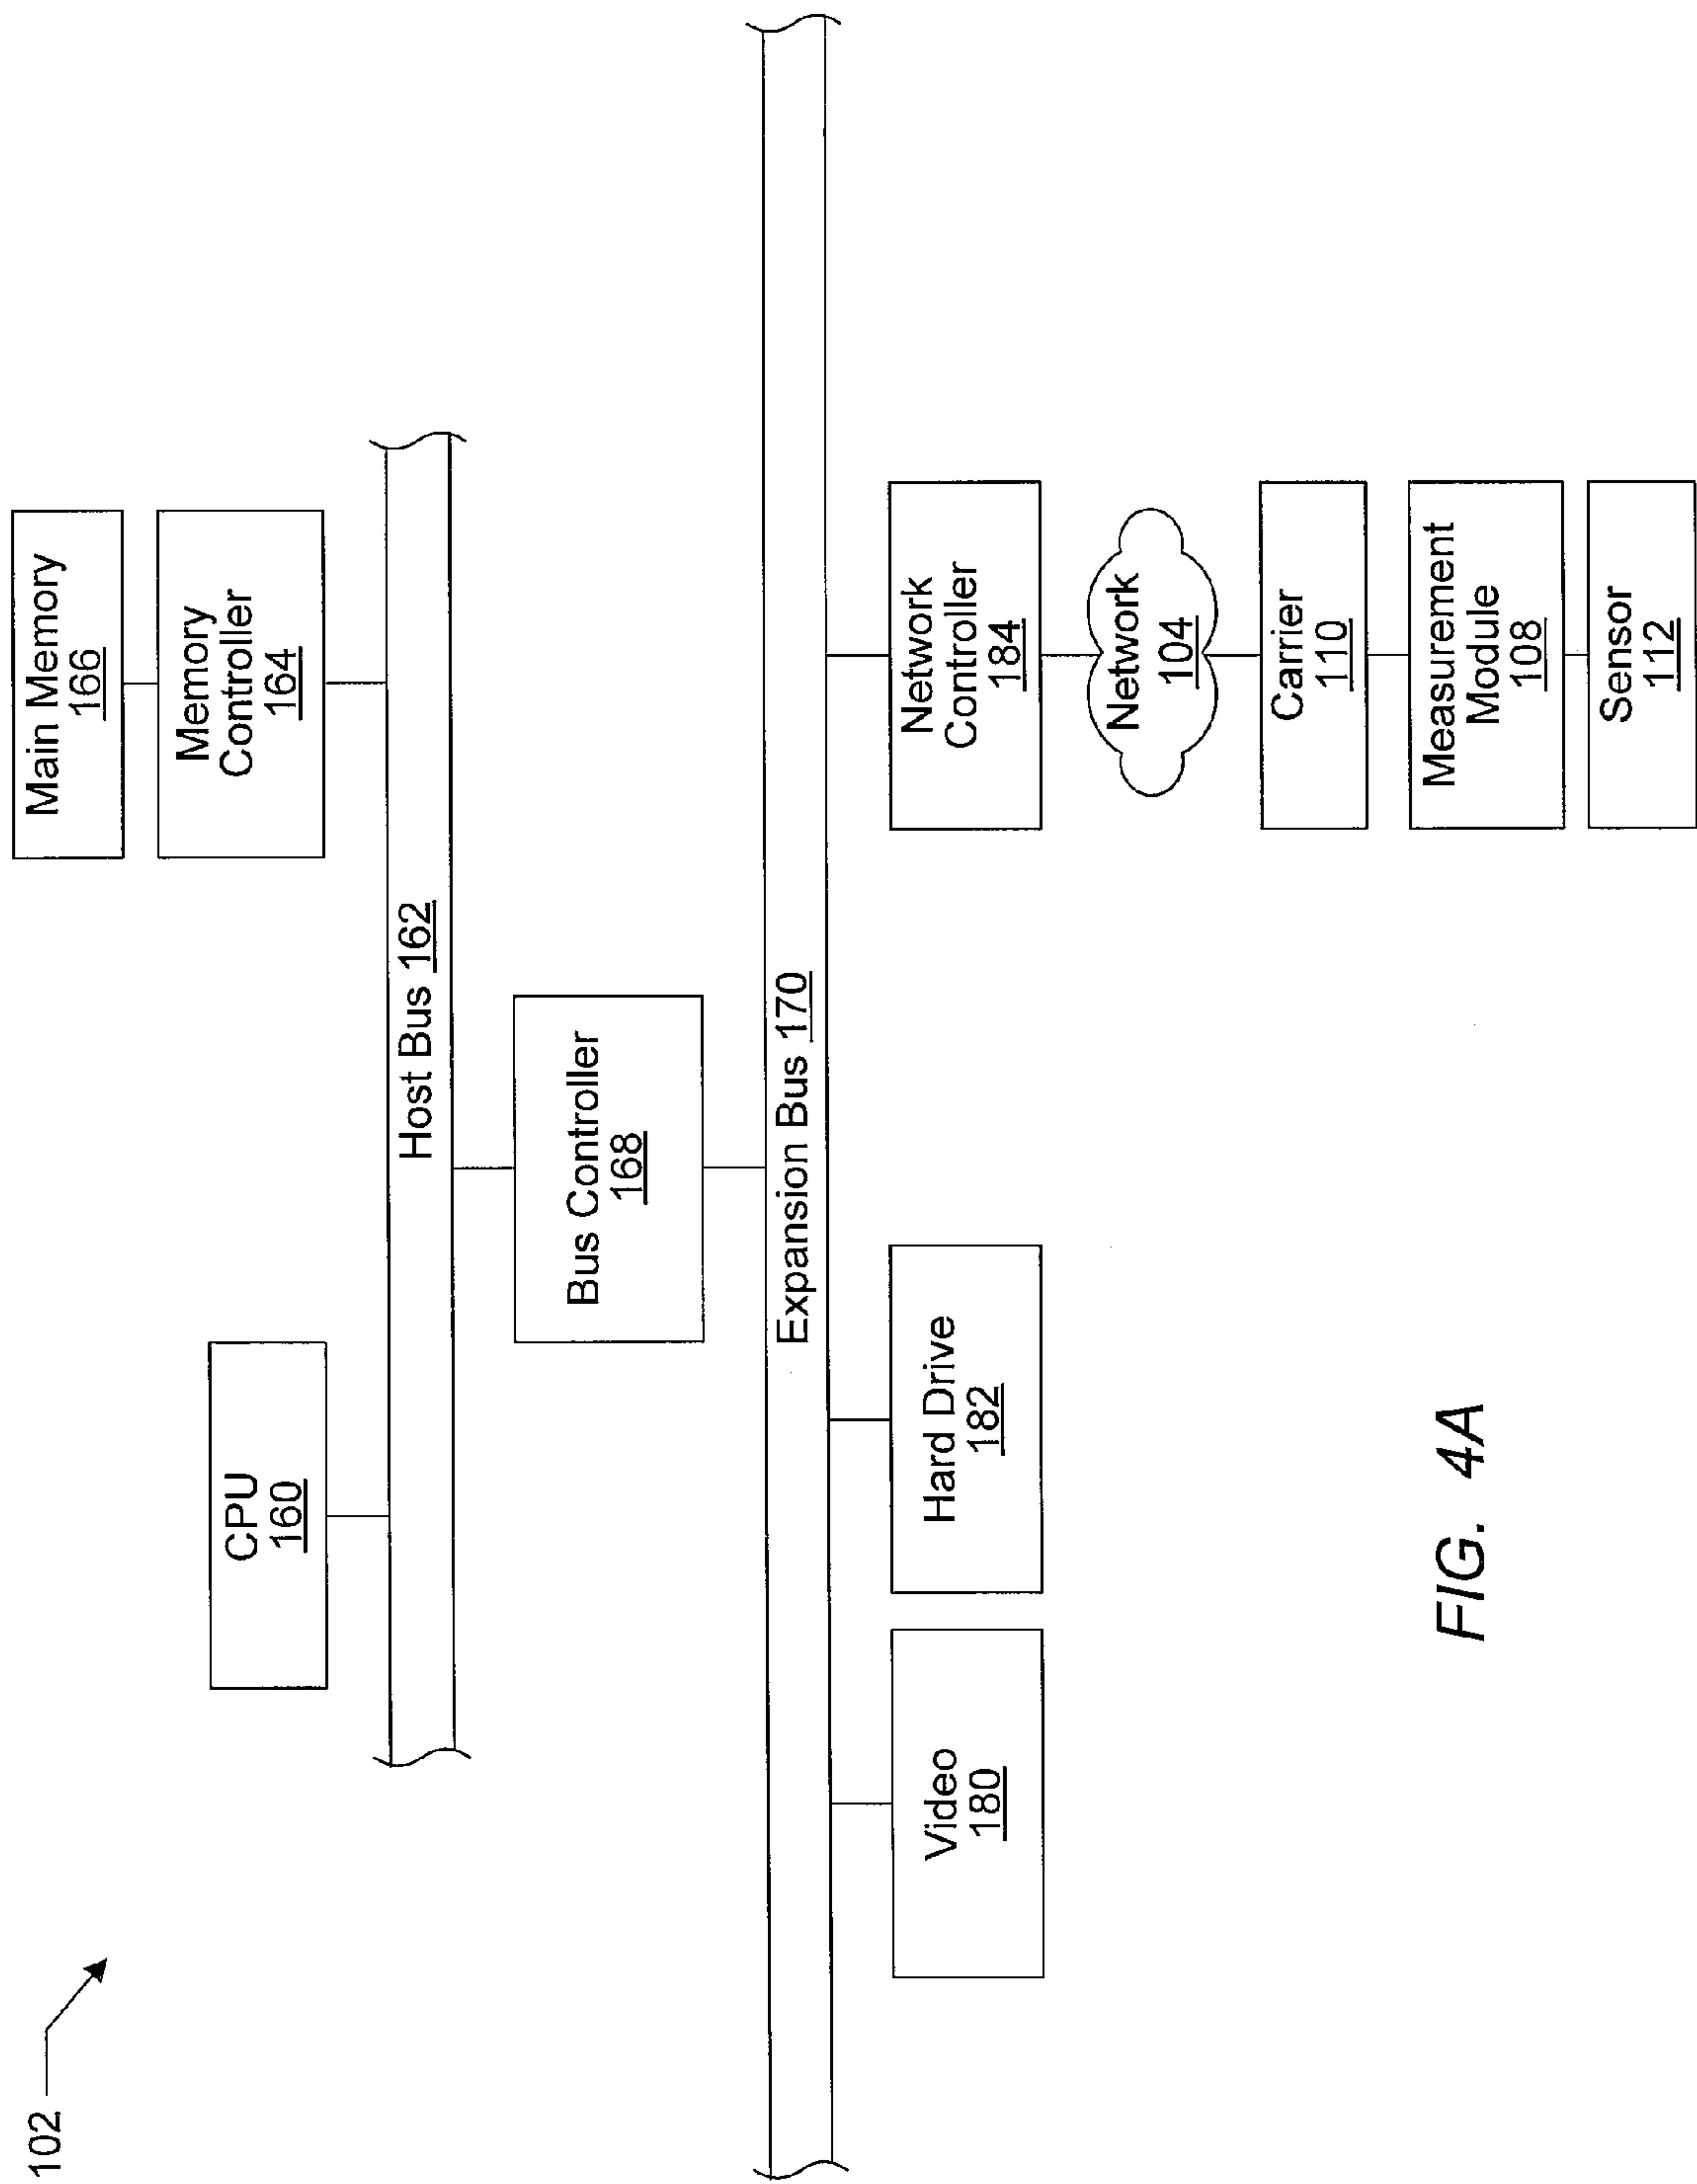 102
Main Memory
166
CPU
160
Memory
Controller
164
Host Bus 162
Bus Controller
168
Expansion Bus 170
Video
180
Hard Drive
182
Network
Controller
184
Network
104
Carrier
110
Measurement
Module
108
Sensor
112
FIG. 4A